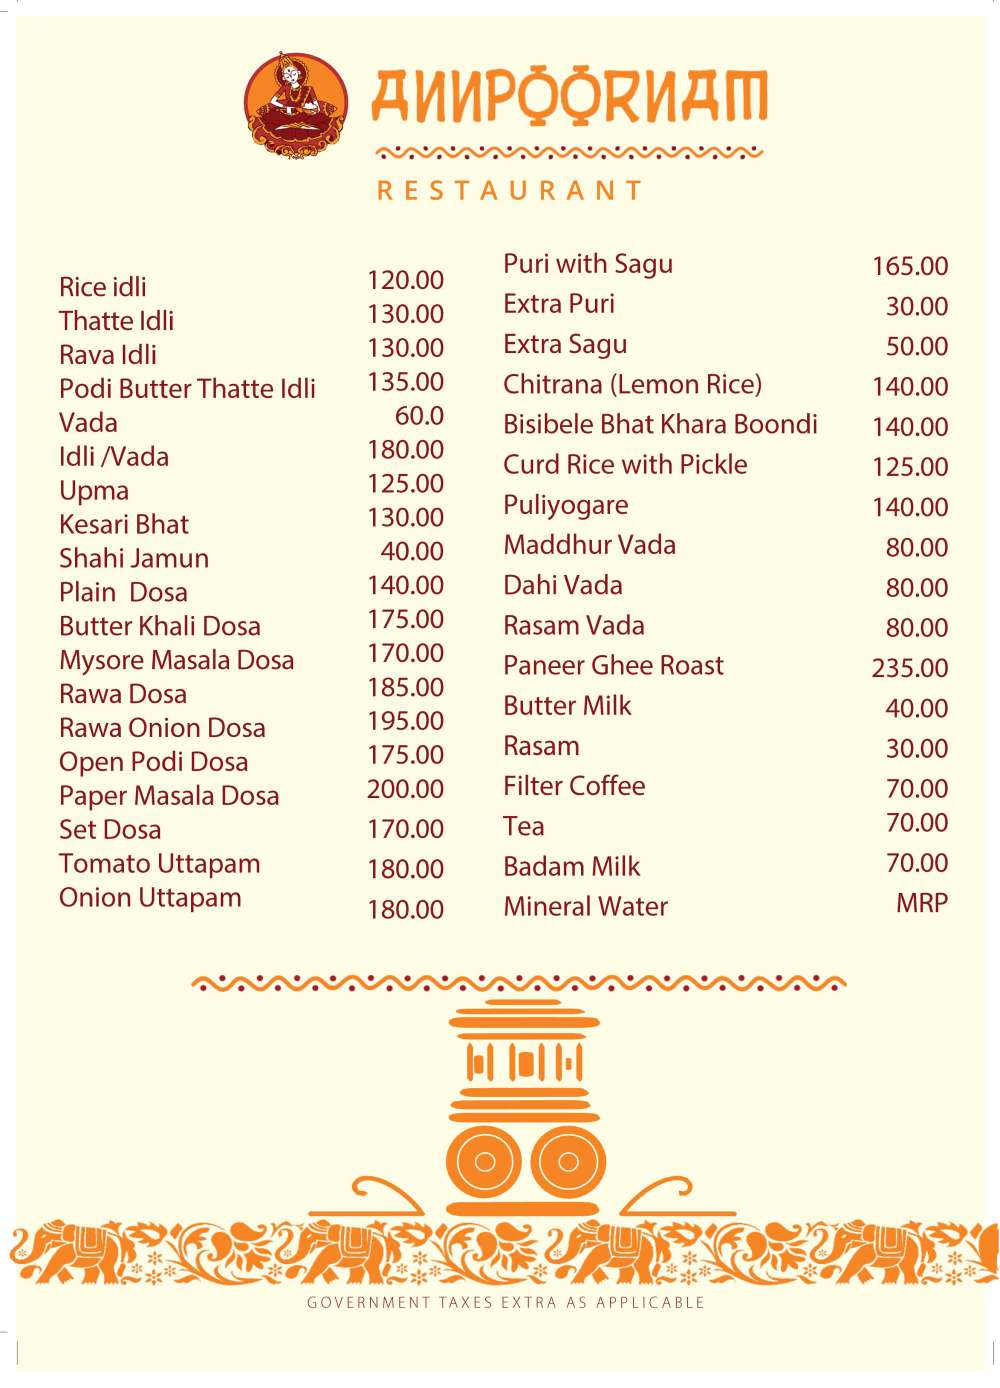 ANNPOORNAM
RESTAURANT
Rice idli 120.00
Thatte Idli 130.00
Rava Idli 130.00
Podi Butter Thatte Idli 135.00
Vada 60.0
Idli /Vada 180.00
Upma 125.00
Kesari Bhat 130.00
Shahi Jamun 40.00
Plain Dosa 140.00
Butter Khali Dosa 175.00
Mysore Masala Dosa 170.00
Rawa Dosa 185.00
Rawa Onion Dosa 195.00
Open Podi Dosa 175.00
Paper Masala Dosa 200.00
Set Dosa 170.00
Tomato Uttapam 180.00
Onion Uttapam 180.00
Puri with Sagu 165.00
Extra Puri 30.00
Extra Sagu 50.00
Chitrana (Lemon Rice) 140.00
Bisibele Bhat Khara Boondi 140.00
Curd Rice with Pickle 125.00
Puliyogare 140.00
Maddhur Vada 80.00
Dahi Vada 80.00
Rasam Vada 80.00
Paneer Ghee Roast 235.00
Butter Milk 40.00
Rasam 30.00
Filter Coffee 70.00
Tea 70.00
Badam Milk 70.00
Mineral Water MRP
GOVERNMENT TAXES EXTRA AS APPLICABLE